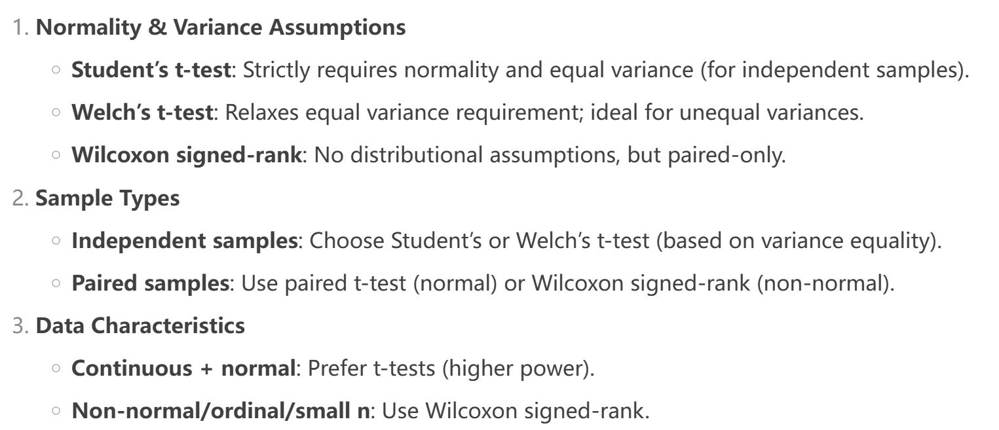 1. Normality & Variance Assumptions
○ Student’s t-test: Strictly requires normality and equal variance (for independent samples).
○ Welch’s t-test: Relaxes equal variance requirement; ideal for unequal variances.
○ Wilcoxon signed-rank: No distributional assumptions, but paired-only.
2. Sample Types
○ Independent samples: Choose Student’s or Welch’s t-test (based on variance equality).
○ Paired samples: Use paired t-test (normal) or Wilcoxon signed-rank (non-normal).
3. Data Characteristics
○ Continuous + normal: Prefer t-tests (higher power).
○ Non-normal/ordinal/small n: Use Wilcoxon signed-rank.